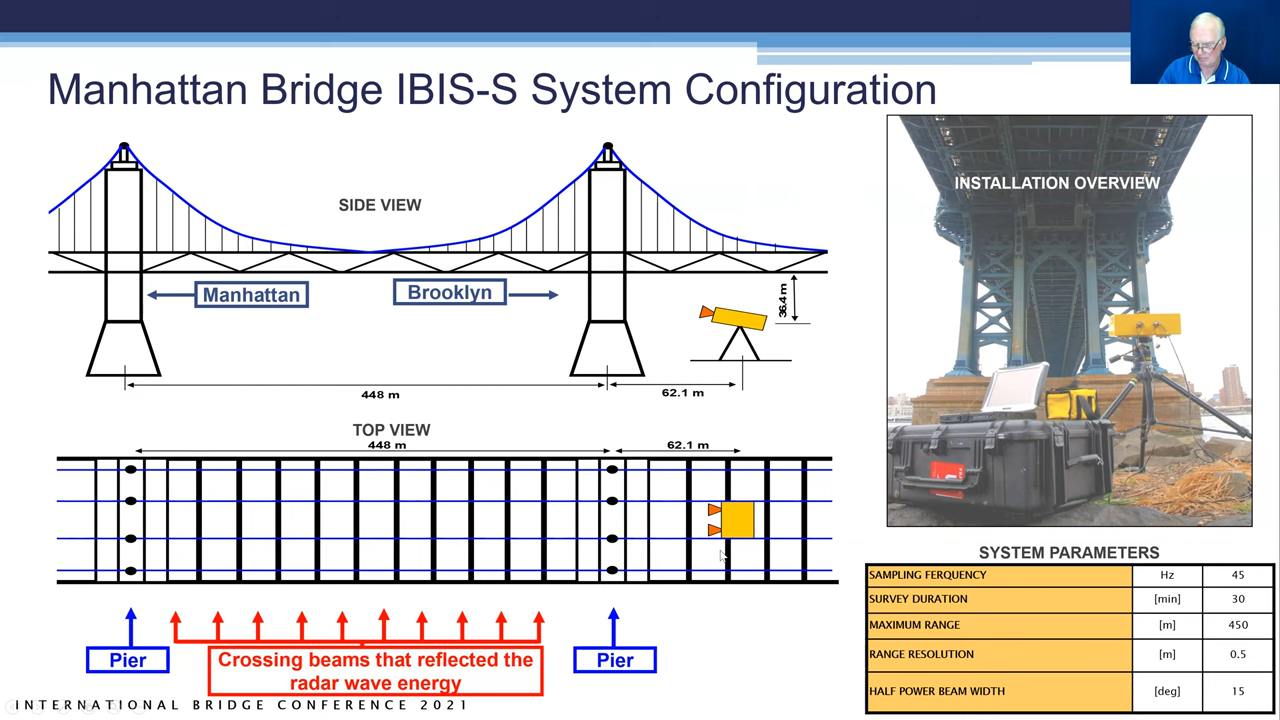 Manhattan Bridge IBIS-S System Configuration
SIDE VIEW
Manhattan
Brooklyn
36.4 m
448 m
62.1 m
TOP VIEW
448 m
62.1 m
Pier
Crossing beams that reflected the
radar wave energy
Pier
INSTALLATION OVERVIEW
SYSTEM PARAMETERS
SAMPLING FERQUENCY Hz 45
SURVEY DURATION [min] 30
MAXIMUM RANGE [m] 450
RANGE RESOLUTION [m] 0.5
HALF POWER BEAM WIDTH [deg] 15
INTERNATIONAL BRIDGE CONFERENCE 2021